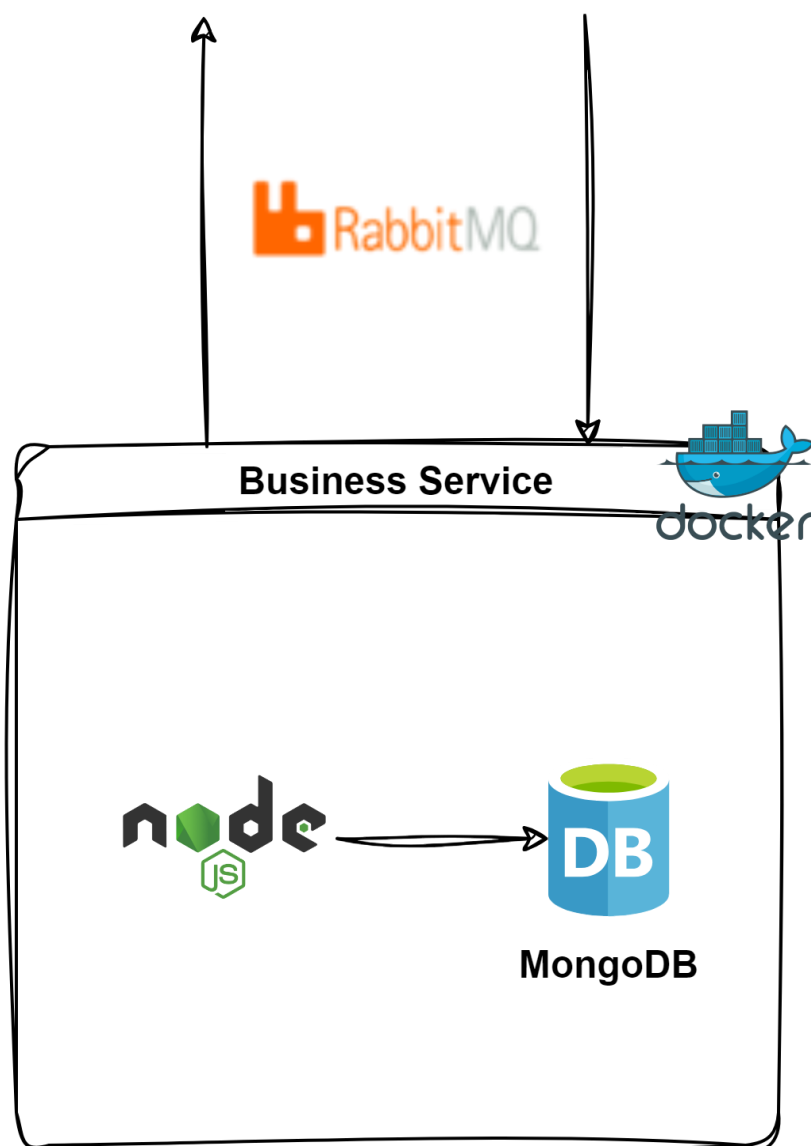 RabbitMQ
Business Service
docker
node
JS
DB
MongoDB